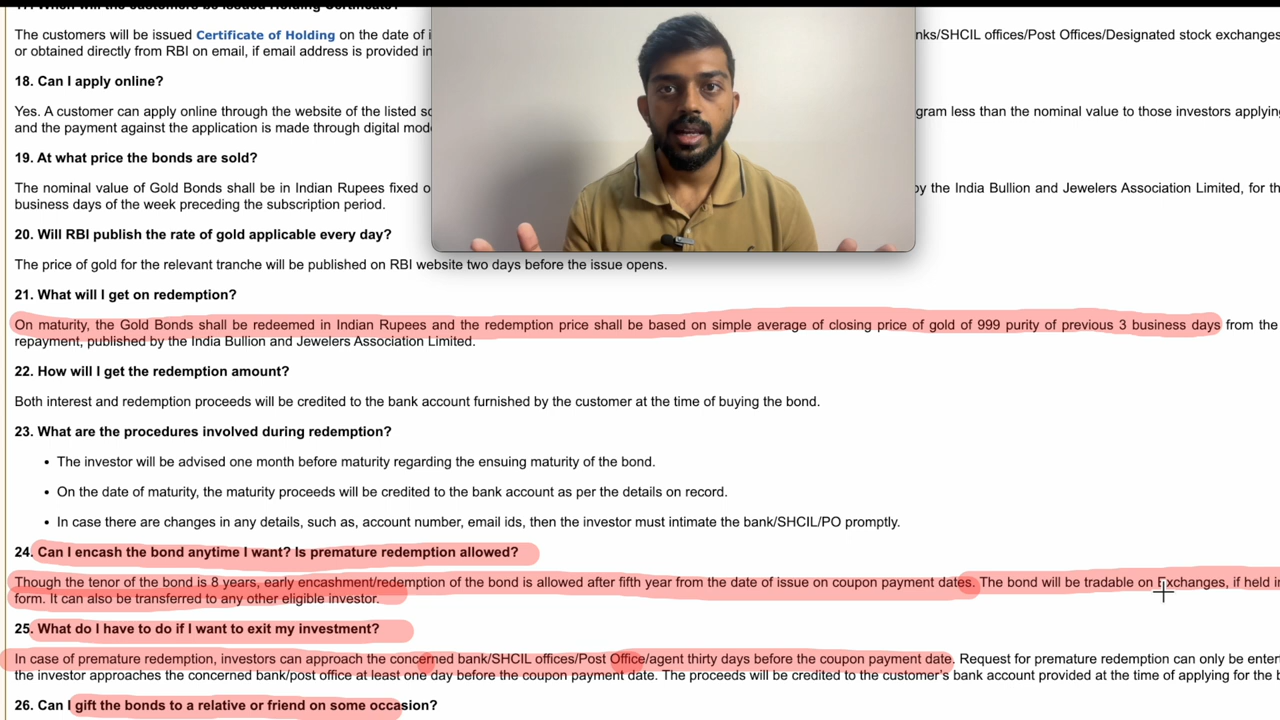 17. When will the customers be issued Holding Certificate?
The customers will be issued Certificate of Holding on the date of i nks/SHCIL offices/Post Offices/Designated stock exchanges
or obtained directly from RBI on email, if email address is provided in
18. Can I apply online?
Yes. A customer can apply online through the website of the listed sc gram less than the nominal value to those investors applying
and the payment against the application is made through digital mod
19. At what price the bonds are sold?
The nominal value of Gold Bonds shall be in Indian Rupees fixed o by the India Bullion and Jewelers Association Limited, for th
business days of the week preceding the subscription period.
20. Will RBI publish the rate of gold applicable every day?
The price of gold for the relevant tranche will be published on RBI website two days before the issue opens.
21. What will I get on redemption?
On maturity, the Gold Bonds shall be redeemed in Indian Rupees and the redemption price shall be based on simple average of closing price of gold of 999 purity of previous 3 business days from the
repayment, published by the India Bullion and Jewelers Association Limited.
22. How will I get the redemption amount?
Both interest and redemption proceeds will be credited to the bank account furnished by the customer at the time of buying the bond.
23. What are the procedures involved during redemption?
• The investor will be advised one month before maturity regarding the ensuing maturity of the bond.
• On the date of maturity, the maturity proceeds will be credited to the bank account as per the details on record.
• In case there are changes in any details, such as, account number, email ids, then the investor must intimate the bank/SHCIL/PO promptly.
24. Can I encash the bond anytime I want? Is premature redemption allowed?
Though the tenor of the bond is 8 years, early encashment/redemption of the bond is allowed after fifth year from the date of issue on coupon payment dates. The bond will be tradable on Exchanges, if held in
form. It can also be transferred to any other eligible investor.
25. What do I have to do if I want to exit my investment?
In case of premature redemption, investors can approach the concerned bank/SHCIL offices/Post Office/agent thirty days before the coupon payment date. Request for premature redemption can only be enter
the investor approaches the concerned bank/post office at least one day before the coupon payment date. The proceeds will be credited to the customer's bank account provided at the time of applying for the b
26. Can I gift the bonds to a relative or friend on some occasion?